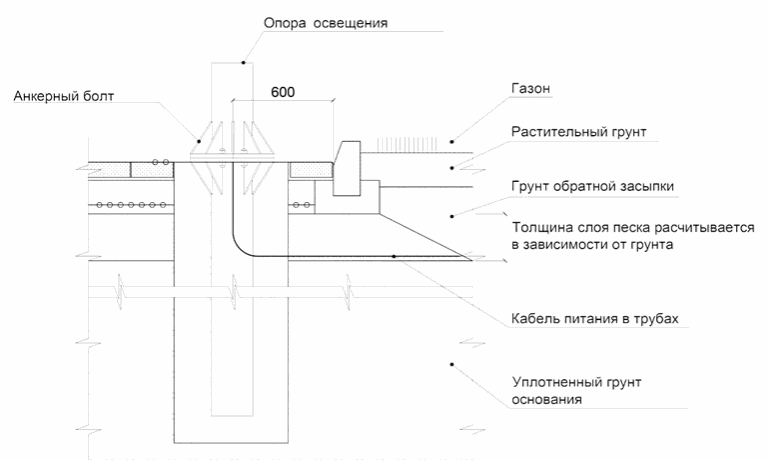 Опора освещения
Анкерный болт
600
Газон
Растительный грунт
Грунт обратной засыпки
Толщина слоя песка расчитывается
в зависимости от грунта
Кабель питания в трубах
Уплотненный грунт
основания